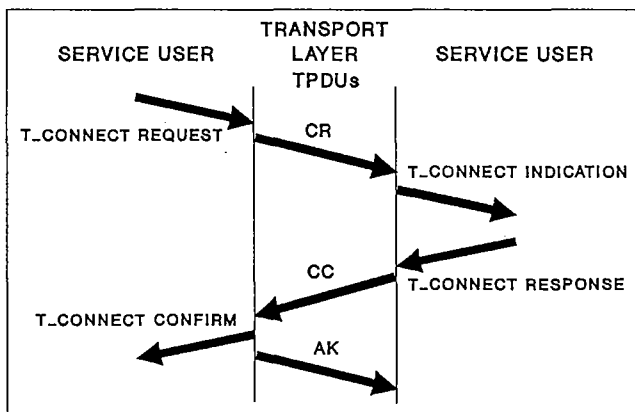 SERVICE USER
TRANSPORT
LAYER
TPDUs
SERVICE USER
T_CONNECT REQUEST
CR
T_CONNECT INDICATION
CC
T_CONNECT RESPONSE
T_CONNECT CONFIRM
AK